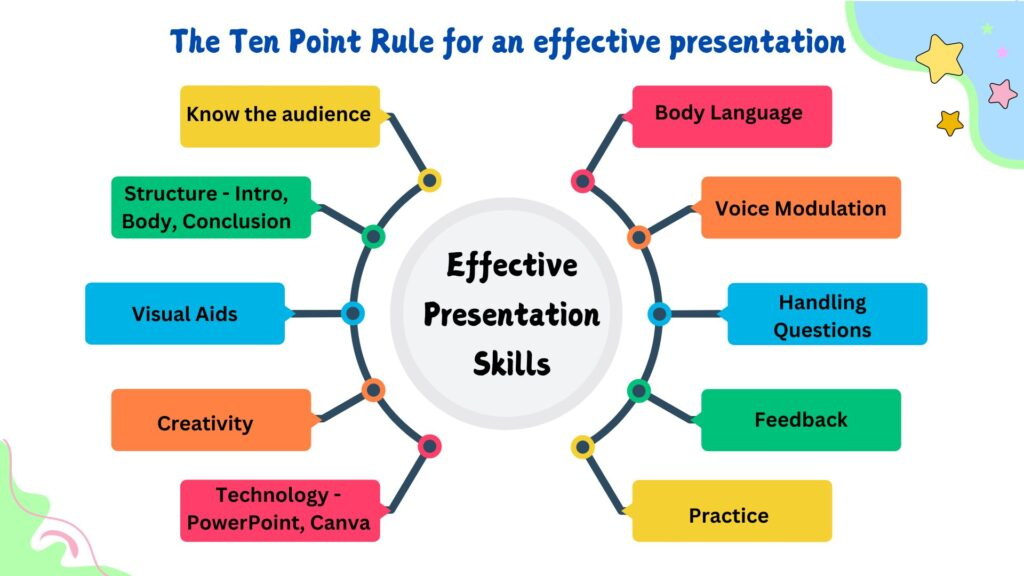 The Ten Point Rule for an effective presentation
Know the audience
Structure - Intro,
Body, Conclusion
Visual Aids
Creativity
Technology -
PowerPoint, Canva
Effective
Presentation
Skills
Body Language
Voice Modulation
Handling
Questions
Feedback
Practice